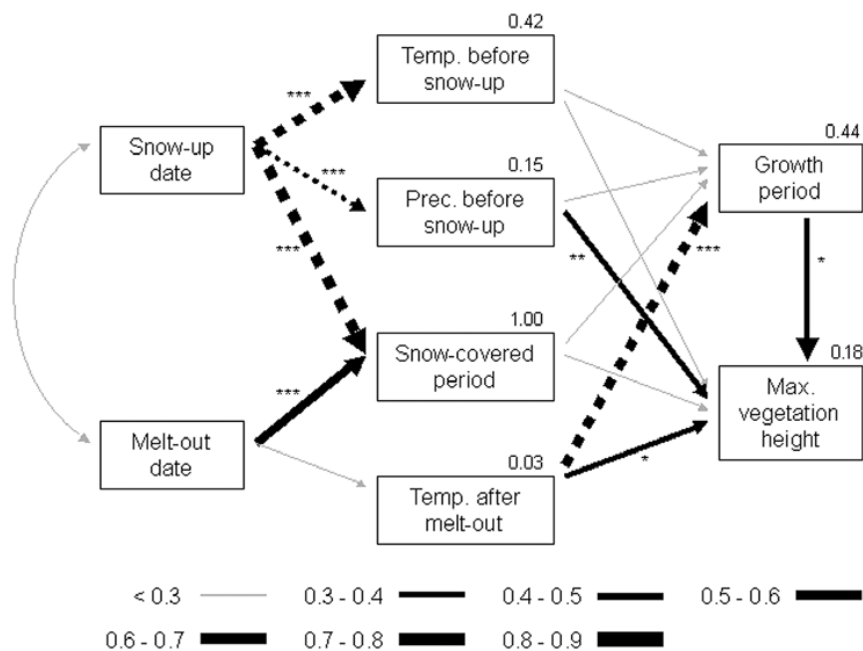 0.42
Temp. before
snow-up
***
0.44
Snow-up
date
***
0.15
Growth
period
Prec. before
snow-up
***
**
***
*
1.00
Snow-covered
period
0.18
***
Max.
vegetation
height
Melt-out
date
0.03
*
Temp. after
melt-out
< 0.3
0.3 - 0.4
0.4 - 0.5
0.5 - 0.6
0.6 - 0.7
0.7 - 0.8
0.8 - 0.9